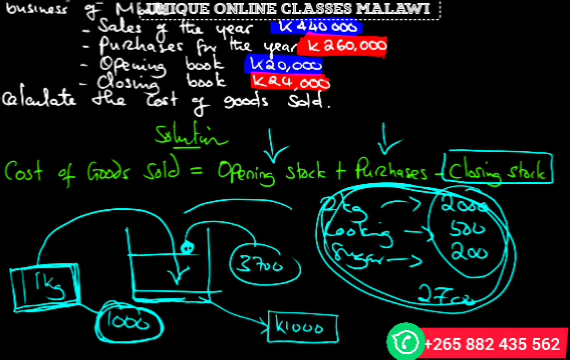 business of
UNIQUE ONLINE CLASSES MALAWI
- Sales of the year K440 000
- purchases for the year K260,000
- Opening book K20,000
- Closing book K24,000
Calculate the Cost of goods sold.
Solution
Cost of Goods Sold = Opening stock + Purchases - Closing stock
2kg → 2000
Cooking → 500
Sugar → 200
2700
3700
1kg
1000
K1000
+265 882 435 562